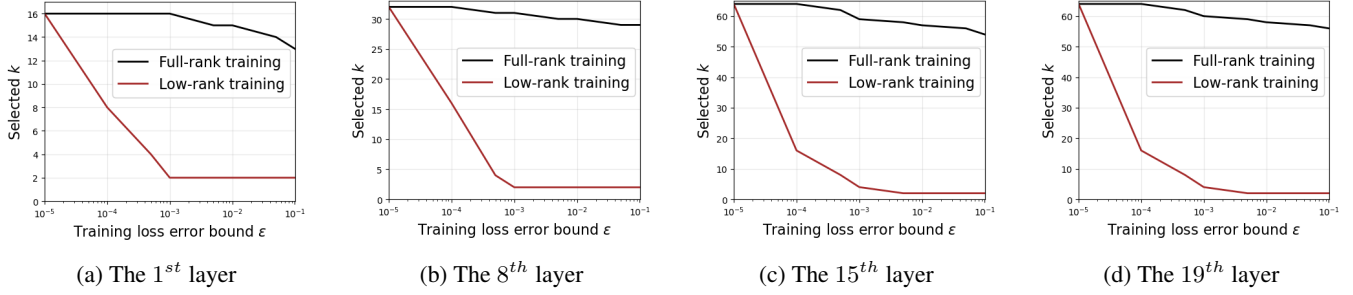 16
14
12
10
8
6
4
2
0
Selected k
Full-rank training
Low-rank training
10⁻⁵ 10⁻⁴ 10⁻³ 10⁻² 10⁻¹
Training loss error bound ε
(a) The 1ˢᵗ layer
30
25
20
15
10
5
0
Selected k
Full-rank training
Low-rank training
10⁻⁵ 10⁻⁴ 10⁻³ 10⁻² 10⁻¹
Training loss error bound ε
(b) The 8ᵗʰ layer
60
50
40
30
20
10
0
Selected k
Full-rank training
Low-rank training
10⁻⁵ 10⁻⁴ 10⁻³ 10⁻² 10⁻¹
Training loss error bound ε
(c) The 15ᵗʰ layer
60
50
40
30
20
10
0
Selected k
Full-rank training
Low-rank training
10⁻⁵ 10⁻⁴ 10⁻³ 10⁻² 10⁻¹
Training loss error bound ε
(d) The 19ᵗʰ layer